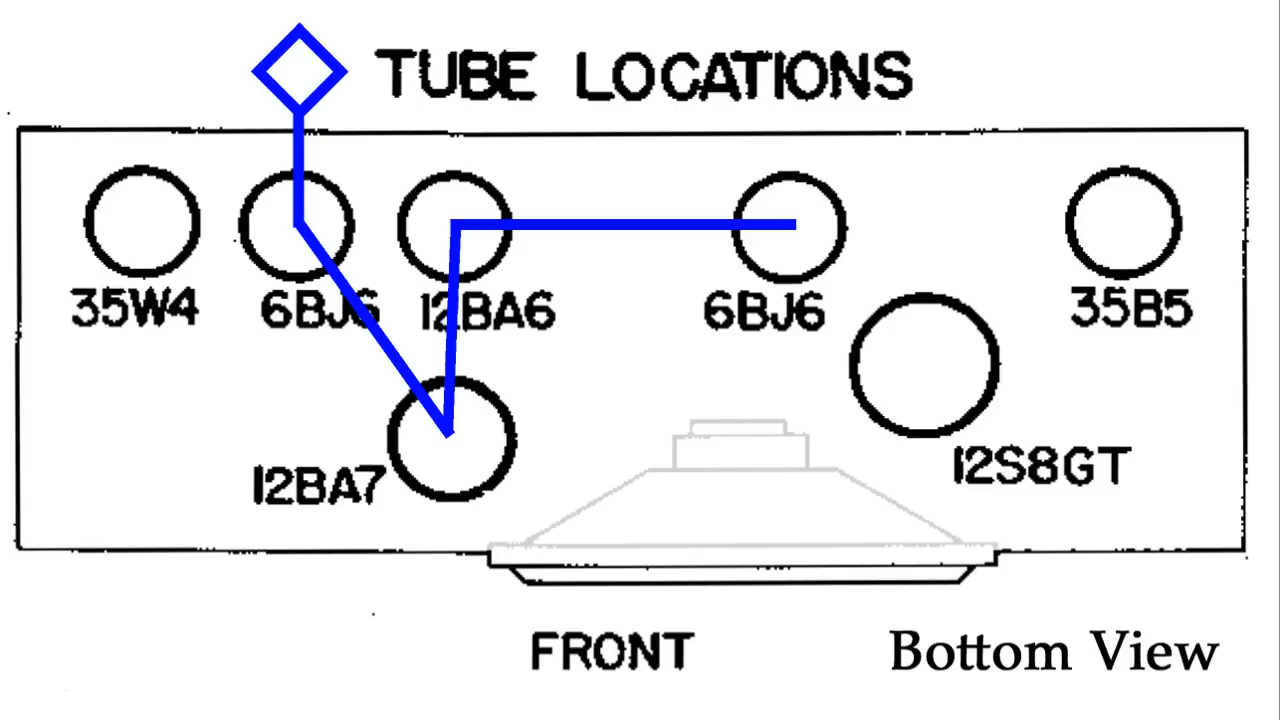 TUBE LOCATIONS
35W4 6BJ6 12BA6 6BJ6 35B5
12S8GT
12BA7
FRONT Bottom View